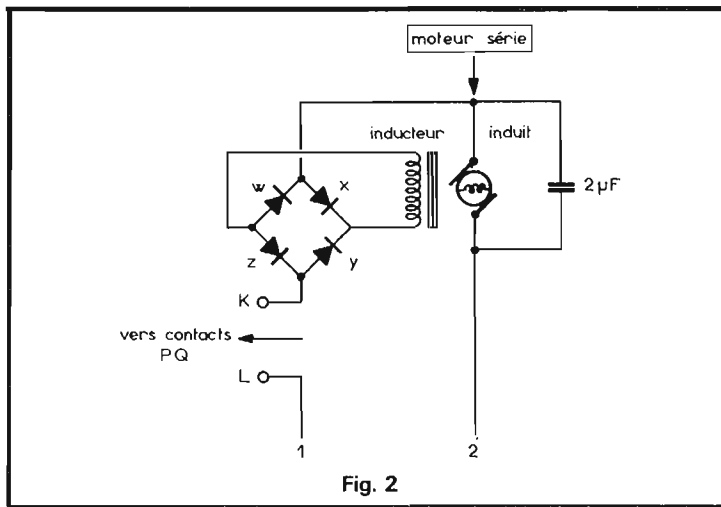 moteur série
inducteur
induit
w
x
2 µF
z
y
K
vers contacts
PQ
L
1
2
Fig. 2